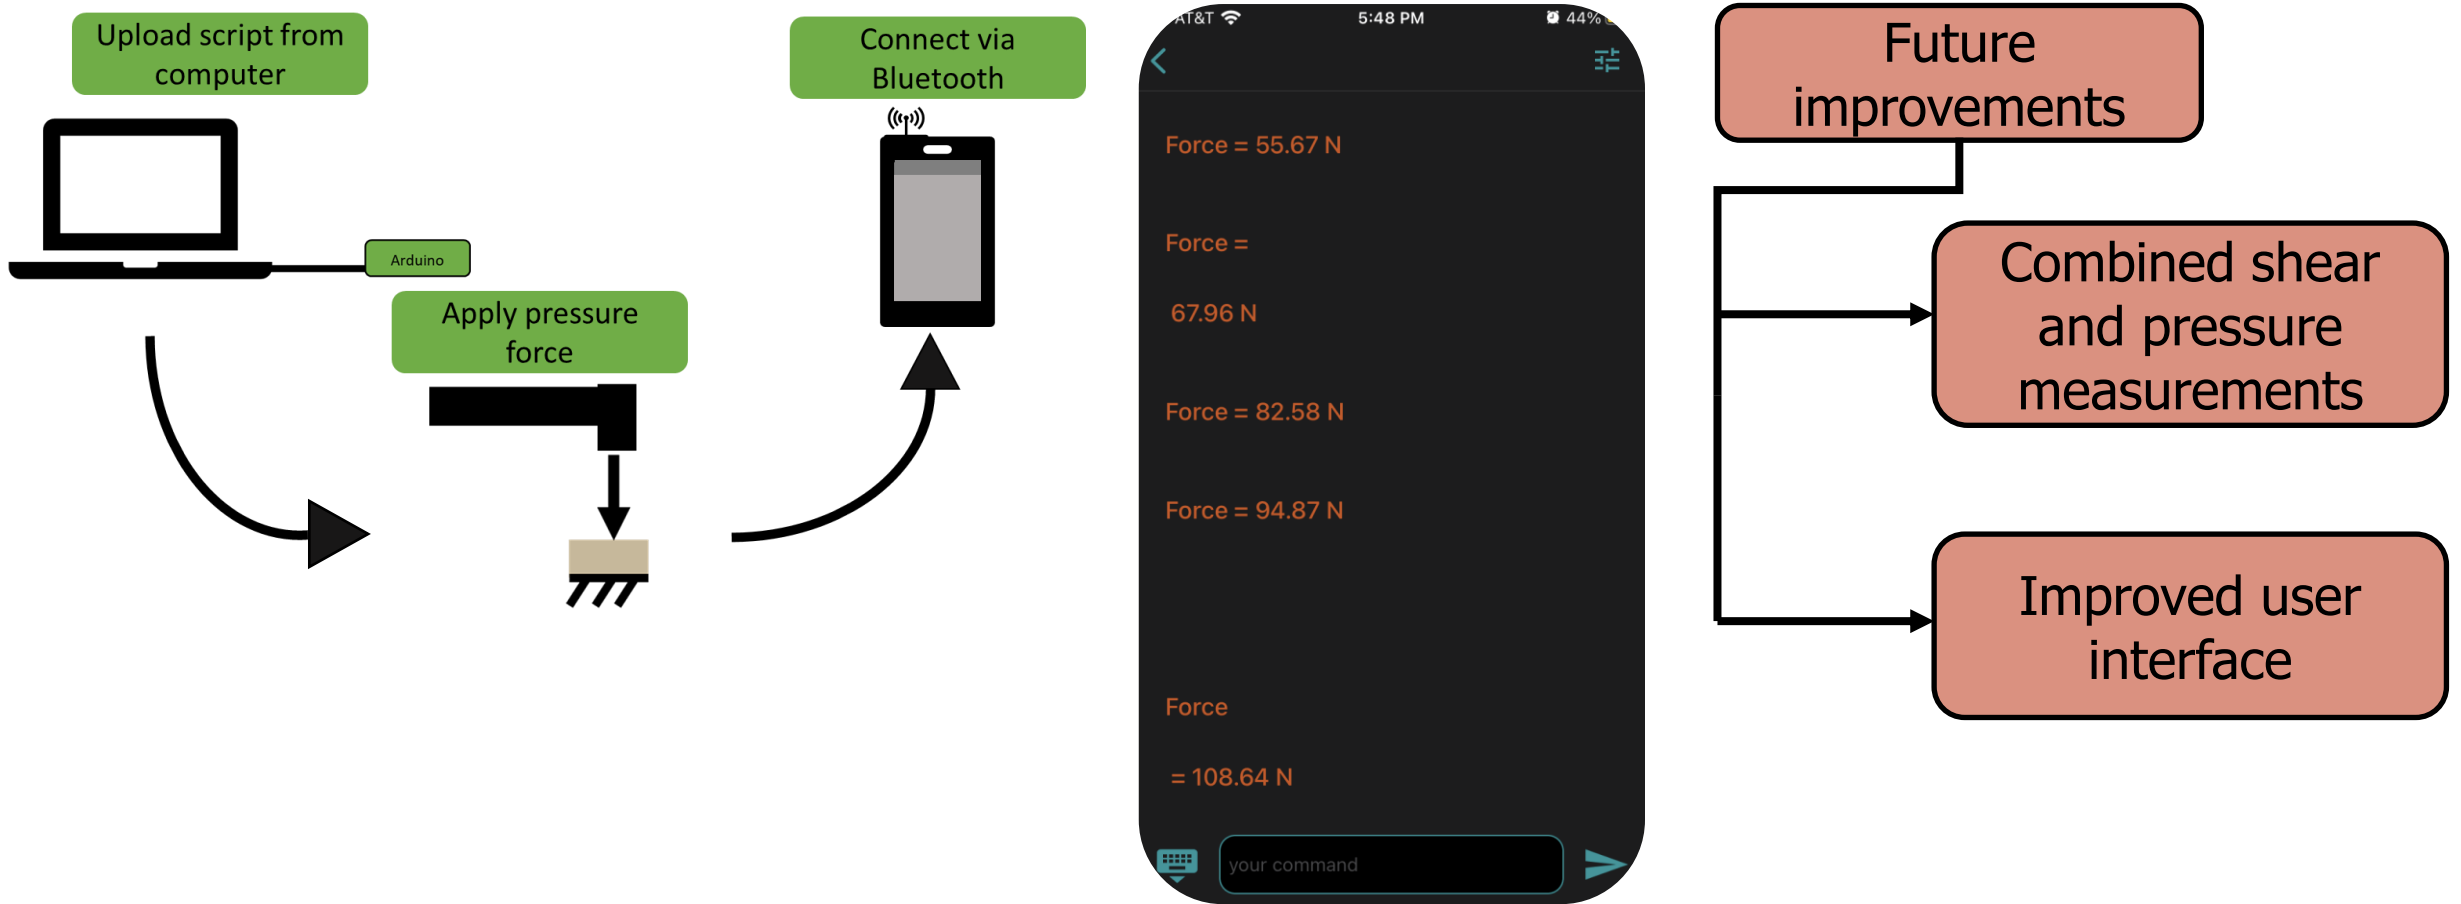 Upload script from
computer
Arduino
Apply pressure
force
Connect via
Bluetooth
AT&T
5:48 PM
44%
Force = 55.67 N
Force =
67.96 N
Force = 82.58 N
Force = 94.87 N
Force
= 108.64 N
your command
Future
improvements
Combined shear
and pressure
measurements
Improved user
interface